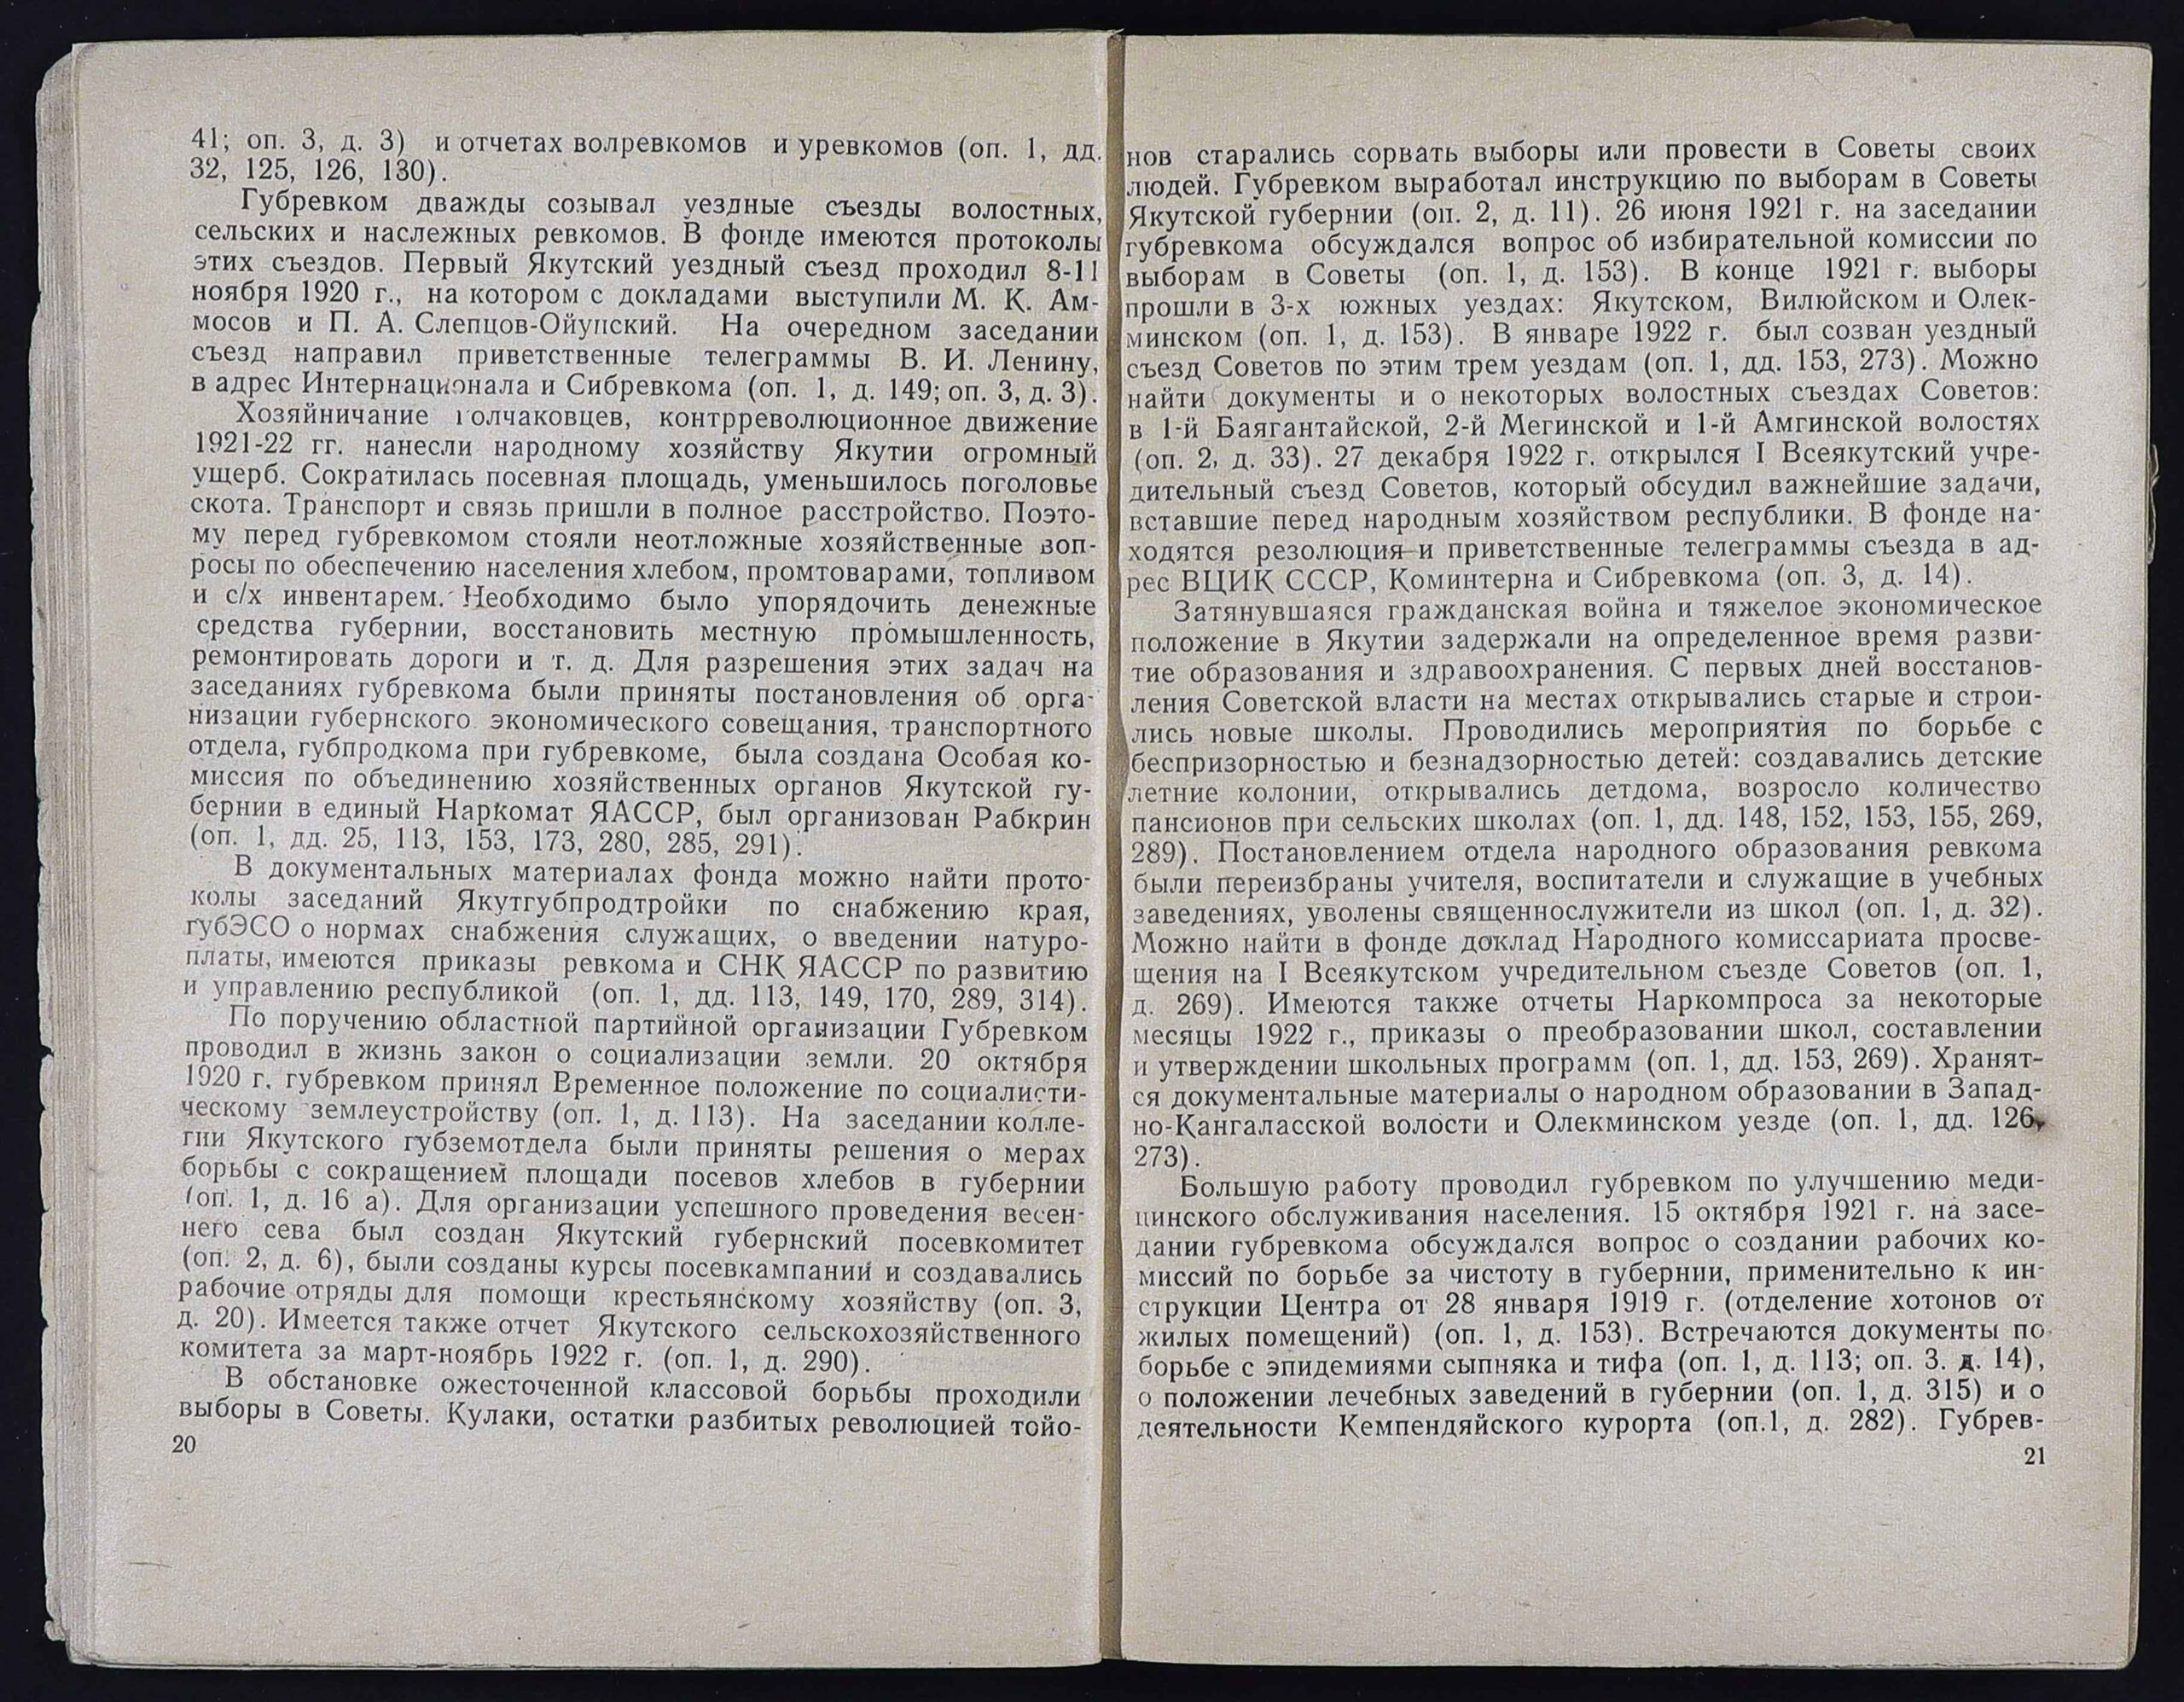 41; оп. 3, д. 3) и отчетах волревкомов и уревкомов (оп. 1, дд.
32, 125, 126, 130).
Губревком дважды созывал уездные съезды волостных,
сельских и наслежных ревкомов. В фонде имеются протоколы
этих съездов. Первый Якутский уездный съезд проходил 8-11
ноября 1920 г., на котором с докладами выступили М. К. Ам-
мосов и П. А. Слепцов-Ойунский. На очередном заседании
съезд направил приветственные телеграммы В. И. Ленину,
в адрес Интернационала и Сибревкома (оп. 1, д. 149; оп. 3, д. 3).
Хозяйничание колчаковцев, контрреволюционное движение
1921-22 гг. нанесли народному хозяйству Якутии огромный
ущерб. Сократилась посевная площадь, уменьшилось поголовье
скота. Транспорт и связь пришли в полное расстройство. Поэто-
му перед губревкомом стояли неотложные хозяйственные воп-
росы по обеспечению населения хлебом, промтоварами, топливом
и с/х инвентарем. Необходимо было упорядочить денежные
средства губернии, восстановить местную промышленность,
ремонтировать дороги и т. д. Для разрешения этих задач на
заседаниях губревкома были приняты постановления об орга-
низации губернского экономического совещания, транспортного
отдела, губпродкома при губревкоме, была создана Особая ко-
миссия по объединению хозяйственных органов Якутской гу-
бернии в единый Наркомат ЯАССР, был организован Рабкрин
(оп. 1, дд. 25, 113, 153, 173, 280, 285, 291).
В документальных материалах фонда можно найти прото-
колы заседаний Якутгубпродтройки по снабжению края,
губЭСО о нормах снабжения служащих, о введении натуро-
платы, имеются приказы ревкома и СНК ЯАССР по развитию
и управлению республикой (оп. 1, дд. 113, 149, 170, 289, 314).
По поручению областной партийной организации Губревком
проводил в жизнь закон о социализации земли. 20 октября
1920 г. губревком принял Временное положение по социалисти-
ческому землеустройству (оп. 1, д. 113). На заседании колле-
гии Якутского губземотдела были приняты решения о мерах
борьбы с сокращением площади посевов хлебов в губернии
(оп. 1, д. 16 а). Для организации успешного проведения весен-
него сева был создан Якутский губернский посевкомитет
(оп. 2, д. 6), были созданы курсы посевкампаний и создавались
рабочие отряды для помощи крестьянскому хозяйству (оп. 3,
д. 20). Имеется также отчет Якутского сельскохозяйственного
комитета за март-ноябрь 1922 г. (оп. 1, д. 290).
В обстановке ожесточенной классовой борьбы проходили
выборы в Советы. Кулаки, остатки разбитых революцией тойо-
20
нов старались сорвать выборы или провести в Советы своих
людей. Губревком выработал инструкцию по выборам в Советы
Якутской губернии (оп. 2, д. 11). 26 июня 1921 г. на заседании
губревкома обсуждался вопрос об избирательной комиссии по
выборам в Советы (оп. 1, д. 153). В конце 1921 г. выборы
прошли в 3-х южных уездах: Якутском, Вилюйском и Олек-
минском (оп. 1, д. 153). В январе 1922 г. был созван уездный
съезд Советов по этим трем уездам (оп. 1, дд. 153, 273). Можно
найти документы и о некоторых волостных съездах Советов:
в 1-й Баягантайской, 2-й Мегинской и 1-й Амгинской волостях
(оп. 2, д. 33). 27 декабря 1922 г. открылся I Всеякутский учре-
дительный съезд Советов, который обсудил важнейшие задачи,
вставшие перед народным хозяйством республики. В фонде на-
ходятся резолюция и приветственные телеграммы съезда в ад-
рес ВЦИК СССР, Коминтерна и Сибревкома (оп. 3, д. 14).
Затянувшаяся гражданская война и тяжелое экономическое
положение в Якутии задержали на определенное время разви-
тие образования и здравоохранения. С первых дней восстанов-
ления Советской власти на местах открывались старые и строи-
лись новые школы. Проводились мероприятия по борьбе с
беспризорностью и безнадзорностью детей: создавались детские
летние колонии, открывались детдома, возросло количество
пансионов при сельских школах (оп. 1, дд. 148, 152, 153, 155, 269,
289). Постановлением отдела народного образования ревкома
были переизбраны учителя, воспитатели и служащие в учебных
заведениях, уволены священнослужители из школ (оп. 1, д. 32).
Можно найти в фонде доклад Народного комиссариата просве-
щения на I Всеякутском учредительном съезде Советов (оп. 1,
д. 269). Имеются также отчеты Наркомпроса за некоторые
месяцы 1922 г., приказы о преобразовании школ, составлении
и утверждении школьных программ (оп. 1, дд. 153, 269). Хранят-
ся документальные материалы о народном образовании в Запад-
но-Кангаласской волости и Олекминском уезде (оп. 1, дд. 126,
273).
Большую работу проводил губревком по улучшению меди-
цинского обслуживания населения. 15 октября 1921 г. на засе-
дании губревкома обсуждался вопрос о создании рабочих ко-
миссий по борьбе за чистоту в губернии, применительно к ин-
струкции Центра от 28 января 1919 г. (отделение хотонов от
жилых помещений) (оп. 1, д. 153). Встречаются документы по
борьбе с эпидемиями сыпняка и тифа (оп. 1, д. 113; оп. 3. д. 14),
о положении лечебных заведений в губернии (оп. 1, д. 315) и о
деятельности Кемпендяйского курорта (оп.1, д. 282). Губрев-
21